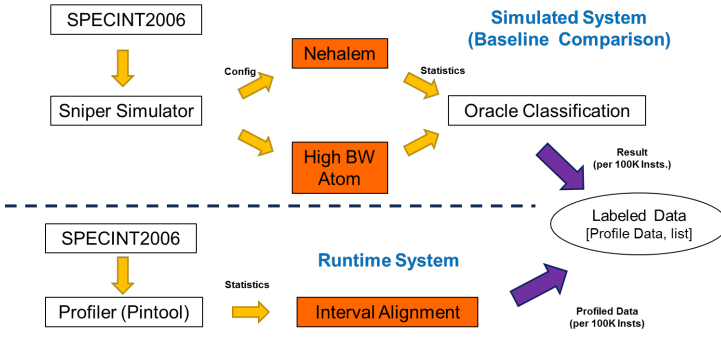 SPECINT2006
Simulated System
(Baseline Comparison)
Nehalem
Config
Statistics
Sniper Simulator
Oracle Classification
High BW
Atom
Result
(per 100K Insts.)
Labeled Data
[Profile Data, list]
SPECINT2006
Runtime System
Statistics
Profiler (Pintool)
Interval Alignment
Profiled Data
(per 100K Insts)